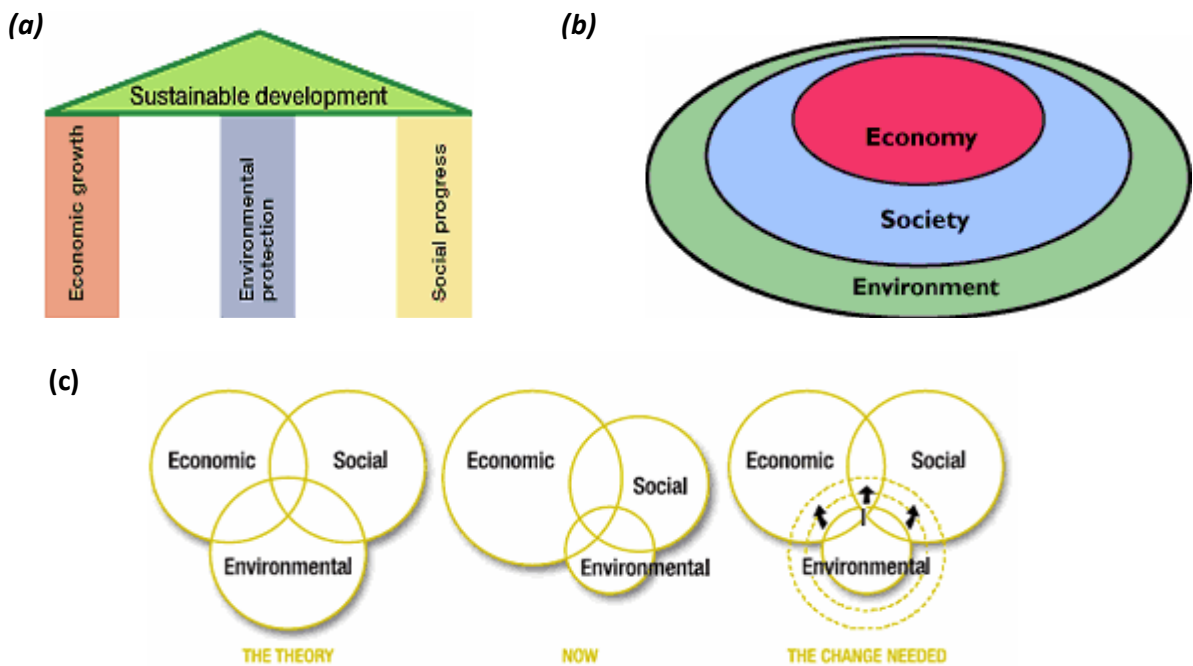 (a)
Sustainable development
Economic growth
Environmental
protection
Social progress
(b)
Economy
Society
Environment
(c)
Economic
Social
Environmental
THE THEORY
Economic
Social
Environmental
NOW
Economic
Social
Environmental
THE CHANGE NEEDED